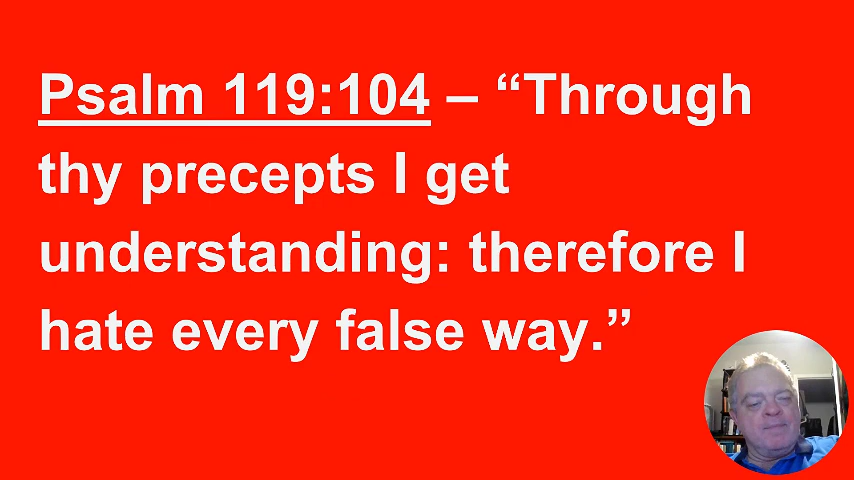 Psalm 119:104 – “Through
thy precepts I get
understanding: therefore I
hate every false way.”